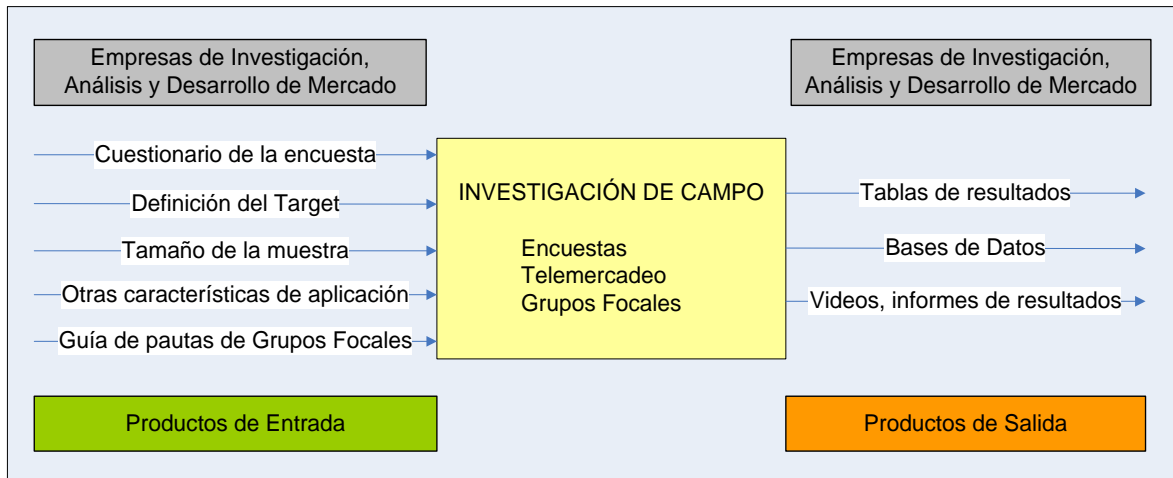 Empresas de Investigación,
Análisis y Desarrollo de Mercado
Empresas de Investigación,
Análisis y Desarrollo de Mercado
Cuestionario de la encuesta
Definición del Target
Tamaño de la muestra
Otras característicias de aplicación
Guía de pautas de Grupos Focales
INVESTIGACIÓN DE CAMPO
Encuestas
Telemercadeo
Grupos Focales
Tablas de resultados
Bases de Datos
Videos, informes de resultados
Productos de Entrada
Productos de Salida